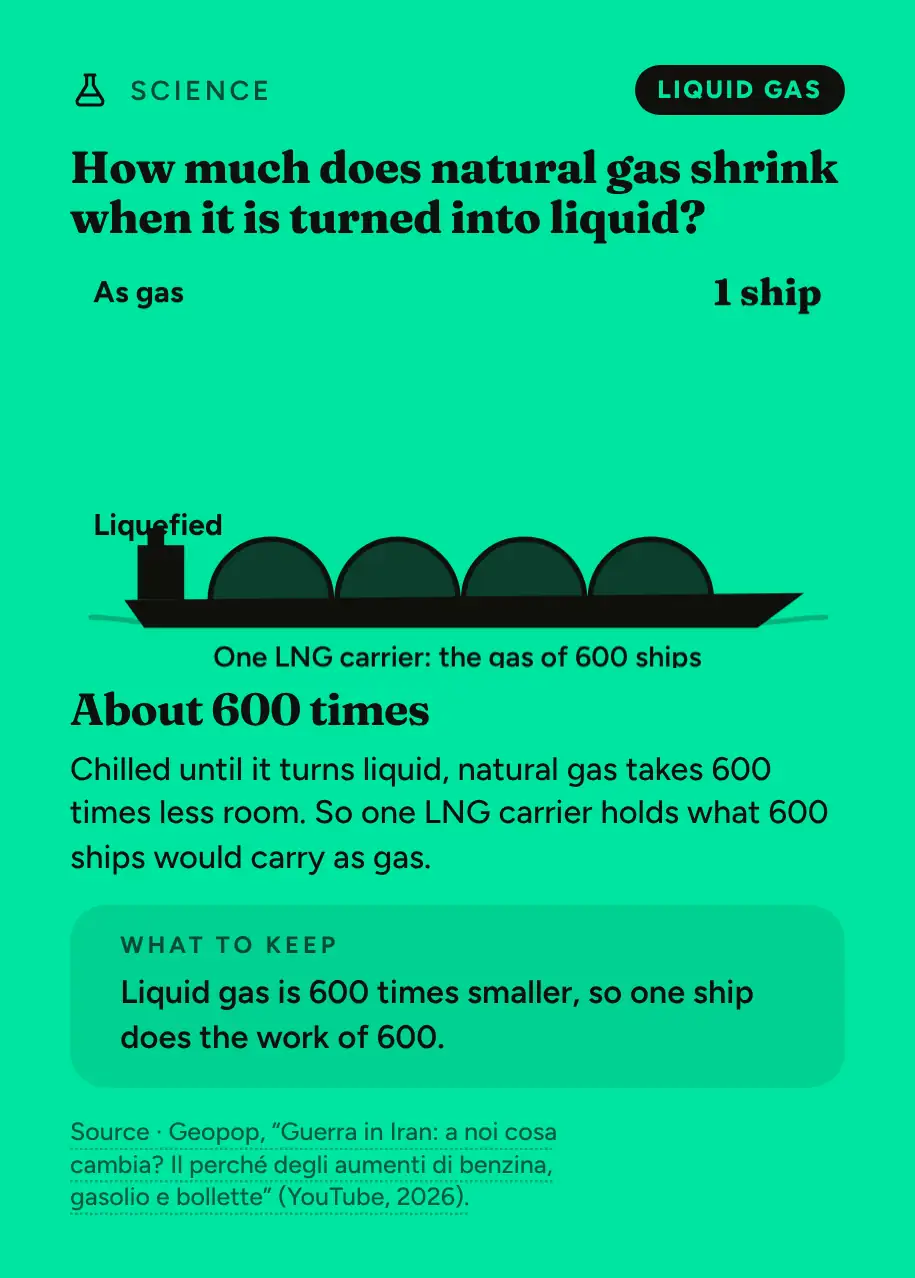 SCIENCE
LIQUID GAS
How much does natural gas shrink
when it is turned into liquid?
As gas
1 ship
Liquefied
One LNG carrier: the gas of 600 ships
About 600 times
Chilled until it turns liquid, natural gas takes 600
times less room. So one LNG carrier holds what 600
ships would carry as gas.
WHAT TO KEEP
Liquid gas is 600 times smaller, so one ship
does the work of 600.
Source · Geopop, “Guerra in Iran: a noi cosa
cambia? Il perché degli aumenti di benzina,
gasolio e bollette” (YouTube, 2026).